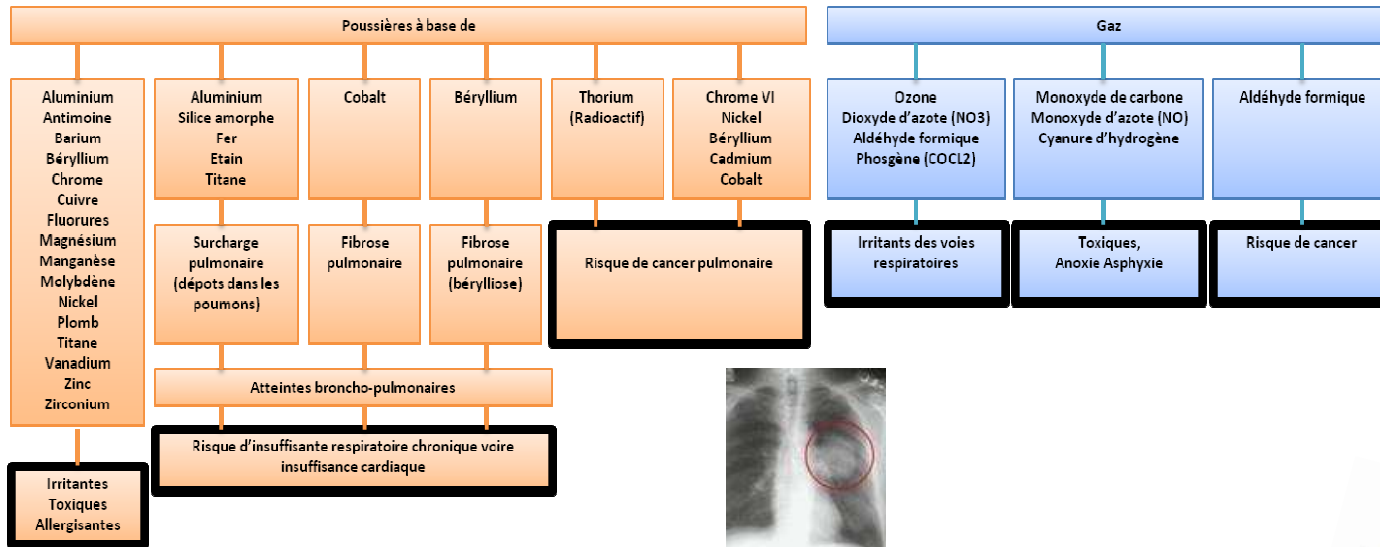 Poussières à base de
Gaz
Aluminium
Antimoine
Barium
Béryllium
Chrome
Cuivre
Fluorures
Magnésium
Manganèse
Molybdène
Nickel
Plomb
Titane
Vanadium
Zinc
Zirconium
Irritantes
Toxiques
Allergisantes
Aluminium
Silice amorphe
Fer
Etain
Titane
Surcharge
pulmonaire
(dépots dans les
poumons)
Cobalt
Fibrose
pulmonaire
Béryllium
Fibrose
pulmonaire
(bérylliose)
Atteintes broncho-pulmonaires
Risque d'insuffisante respiratoire chronique voire
insuffisance cardiaque
Thorium
(Radioactif)
Chrome VI
Nickel
Béryllium
Cadmium
Cobalt
Risque de cancer pulmonaire
Ozone
Dioxyde d'azote (NO3)
Aldéhyde formique
Phosgène (COCL2)
Irritants des voies
respiratoires
Monoxyde de carbone
Monoxyde d'azote (NO)
Cyanure d'hydrogène
Toxiques,
Anoxie Asphyxie
Aldéhyde formique
Risque de cancer